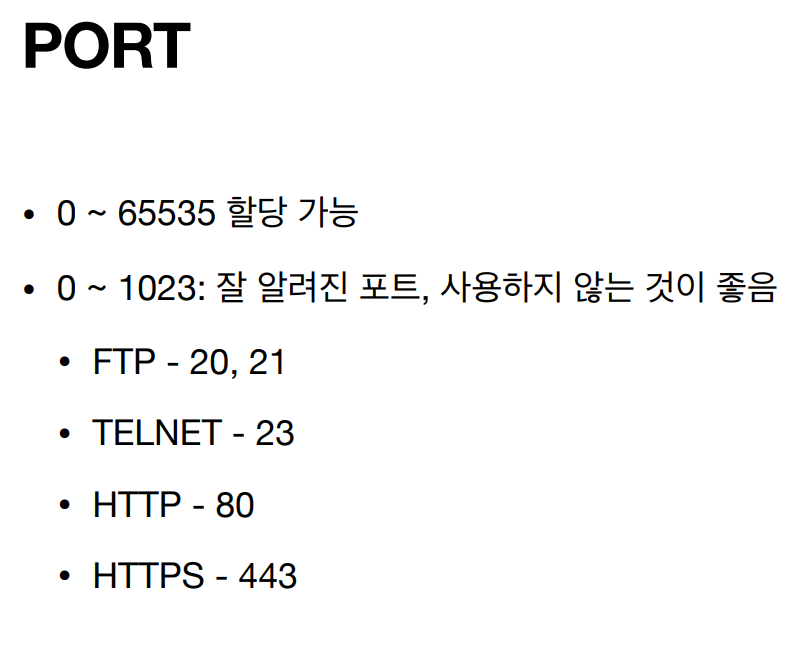 PORT
• 0 ~ 65535 할당 가능
• 0 ~ 1023: 잘 알려진 포트, 사용하지 않는 것이 좋음
• FTP - 20, 21
• TELNET - 23
• HTTP - 80
• HTTPS - 443